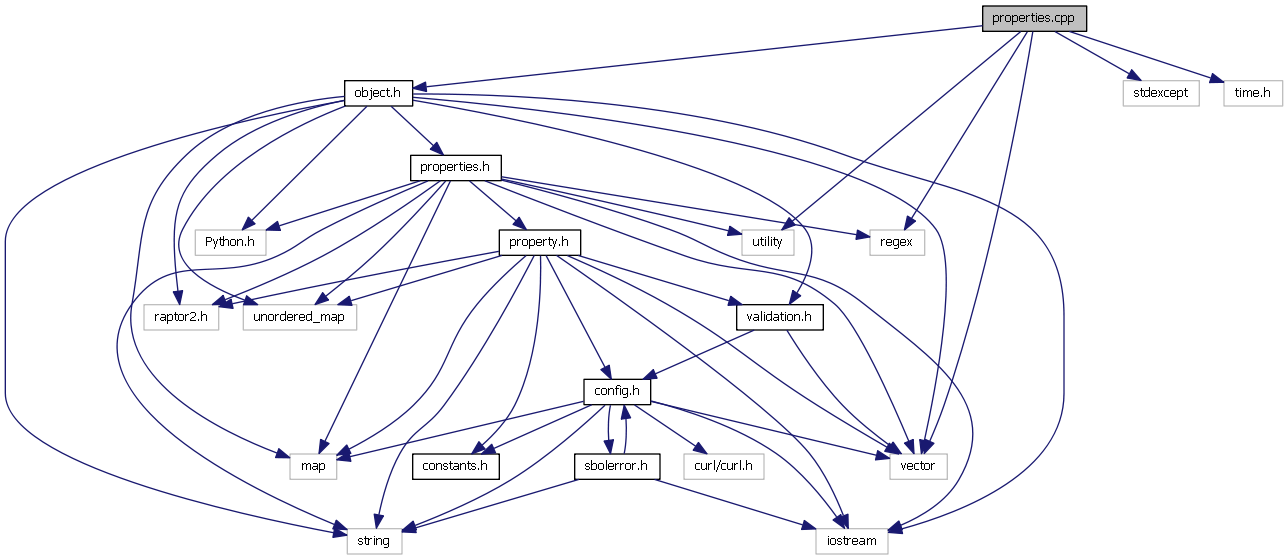 properties.cpp
object.h
stdexcept
time.h
properties.h
Python.h
utility
regex
property.h
raptor2.h
unordered_map
validation.h
config.h
map
constants.h
sbolerror.h
curl/curl.h
vector
string
iostream